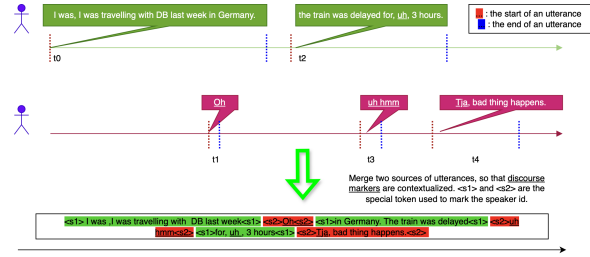 I was, I was travelling with DB last week in Germany.
the train was delayed for, uh, 3 hours.
: the start of an utterance
: the end of an utterance
t0
t2
Oh
uh hmm
Tja, bad thing happens.
t1
t3
t4
Merge two sources of utterances, so that discourse
markers are contextualized. <s1> and <s2> are the
special token used to mark the speaker id.
<s1> I was ,I was travelling with DB last week<s1> <s2>Oh<s2> <s1>in Germany. The train was delayed<s1> <s2>uh
hmm<s2> <s1>for, uh , 3 hours<s1> <s2>Tja, bad thing happens.<s2>